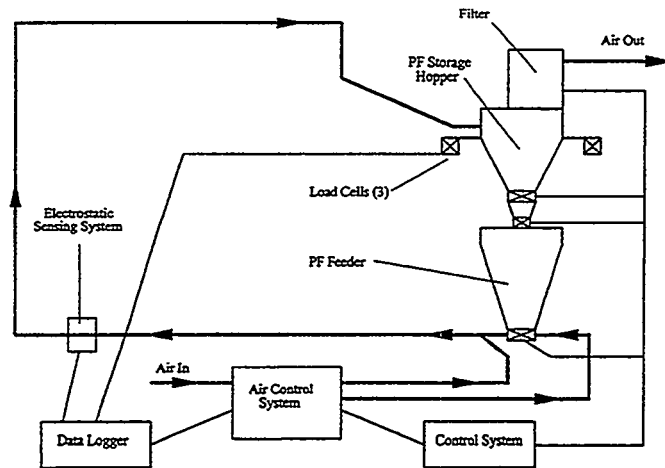 Filter
Air Out
PF Storage
Hopper
Load Cells (3)
Electrostatic
Sensing System
PF Feeder
Air In
Air Control
System
Data Logger
Control System